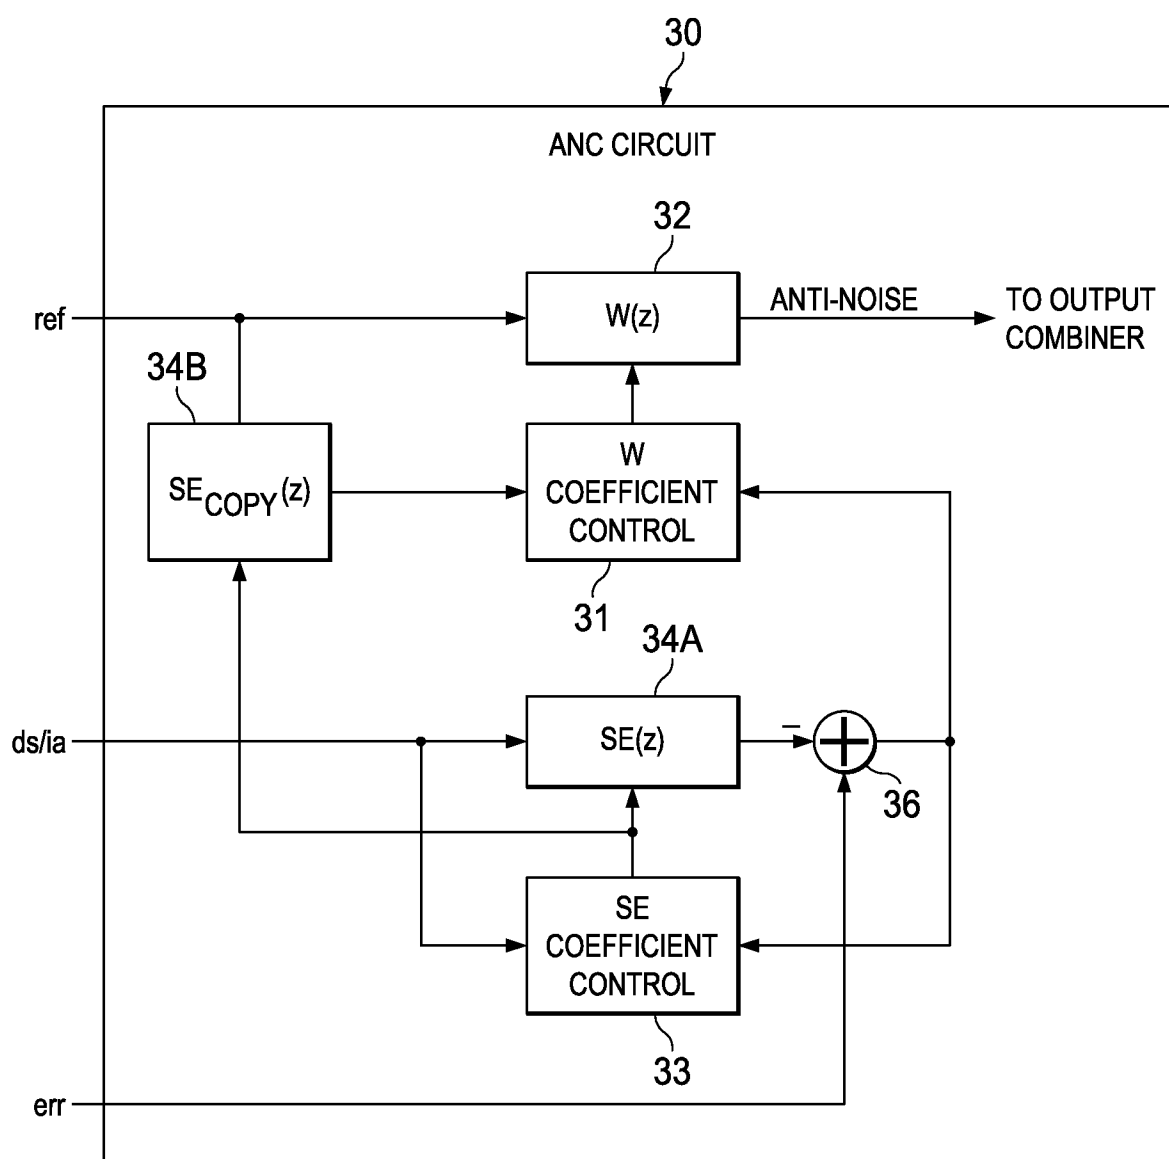 30
ANC CIRCUIT
32
ref
W(z)
ANTI-NOISE
TO OUTPUT
COMBINER
34B
SE_COPY(z)
W
COEFFICIENT
CONTROL
31
34A
ds/ia
SE(z)
–
36
SE
COEFFICIENT
CONTROL
33
err